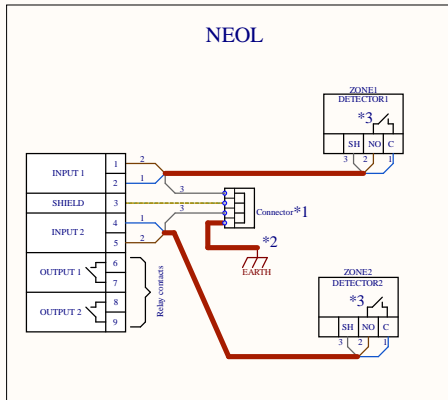 NEOL
ZONE1
DETECTOR1
*3
SH NO C
3 2 1
INPUT 1
1
2
2
1
SHIELD
3
3
3
INPUT 2
4
5
1
2
Connector*1
*2
EARTH
OUTPUT 1
6
7
OUTPUT 2
8
9
Relay contacts
ZONE2
DETECTOR2
*3
SH NO C
3 2 1